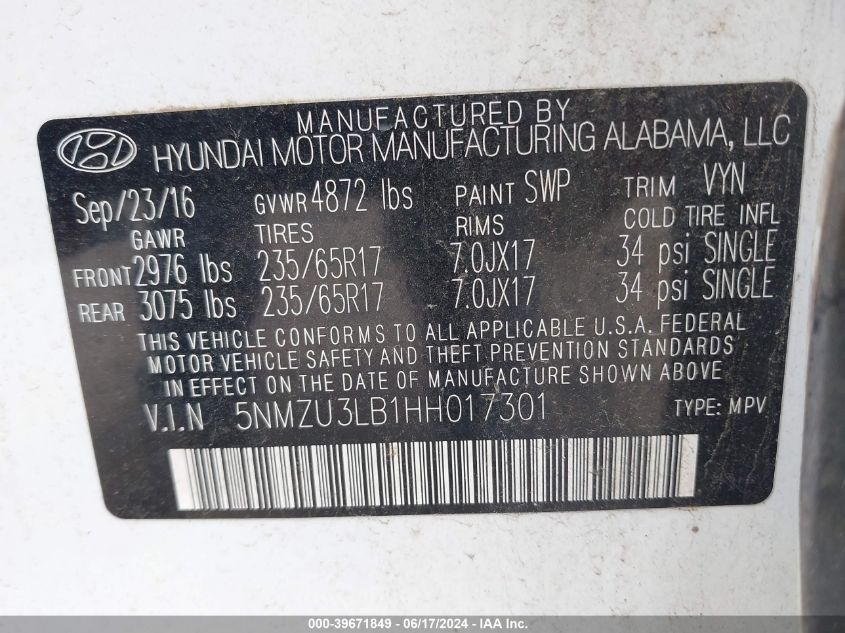 MANUFACTURED BY
HYUNDAI MOTOR MANUFACTURING ALABAMA, LLC
Sep/23/16 GVWR 4872 lbs PAINT SWP TRIM VYN
GAWR TIRES RIMS COLD TIRE INFL
FRONT 2976 lbs 235/65R17 7.0JX17 34 psi SINGLE
REAR 3075 lbs 235/65R17 7.0JX17 34 psi SINGLE
THIS VEHICLE CONFORMS TO ALL APPLICABLE U.S.A. FEDERAL
MOTOR VEHICLE SAFETY AND THEFT PREVENTION STANDARDS
IN EFFECT ON THE DATE OF MANUFACTURE SHOWN ABOVE
V.I.N 5NMZU3LB1HH017301 TYPE: MPV
000-39671849 - 06/17/2024 - IAA Inc.